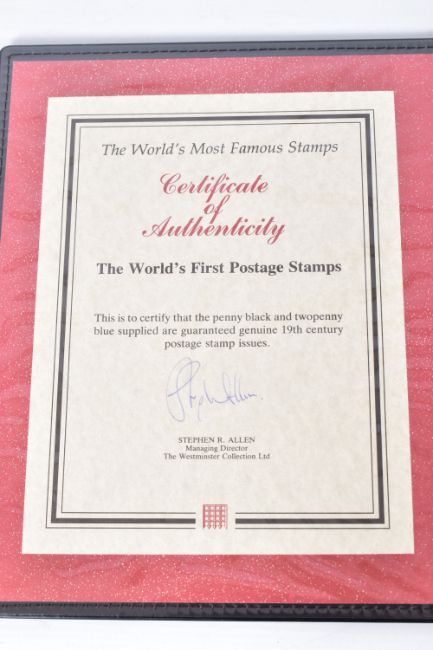 The World's Most Famous Stamps
Certificate
of
Authenticity
The World's First Postage Stamps
This is to certify that the penny black and twopenny
blue supplied are guaranteed genuine 19th century
postage stamp issues.
Stephen Allen.
STEPHEN R. ALLEN
Managing Director
The Westminster Collection Ltd